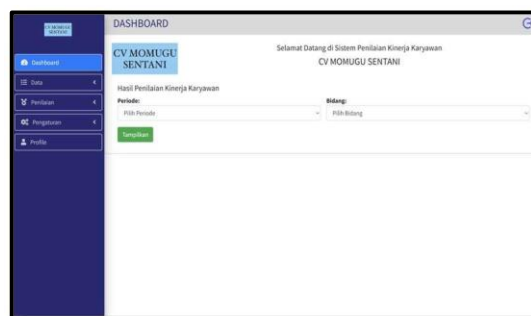 CV MOMUGU
SENTANI
Dashboard
Data
Penilaian
Pengaturan
Profile
DASHBOARD
CV MOMUGU
SENTANI
Selamat Datang di Sistem Penilaian Kinerja Karyawan
CV MOMUGU SENTANI
Hasil Penilaian Kinerja Karyawan
Periode:
Bidang:
Pilih Periode
Pilih Bidang
Tampilkan